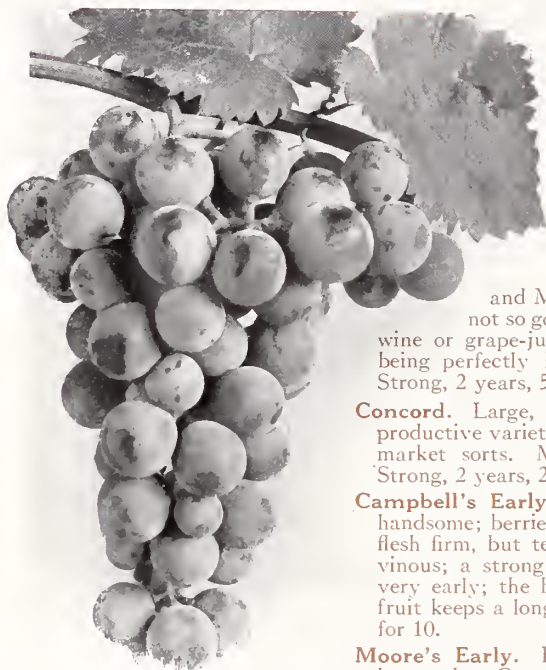 and M
not so go
wine or grape-ju
being perfectly
Strong, 2 years, 5
Concord. Large,
productive variet
market sorts. M
Strong, 2 years, 2
Campbell's Early
handsome; berrie
flesh firm, but te
vinous; a strong
very early; the h
fruit keeps a long
for 10.
Moore's Early.